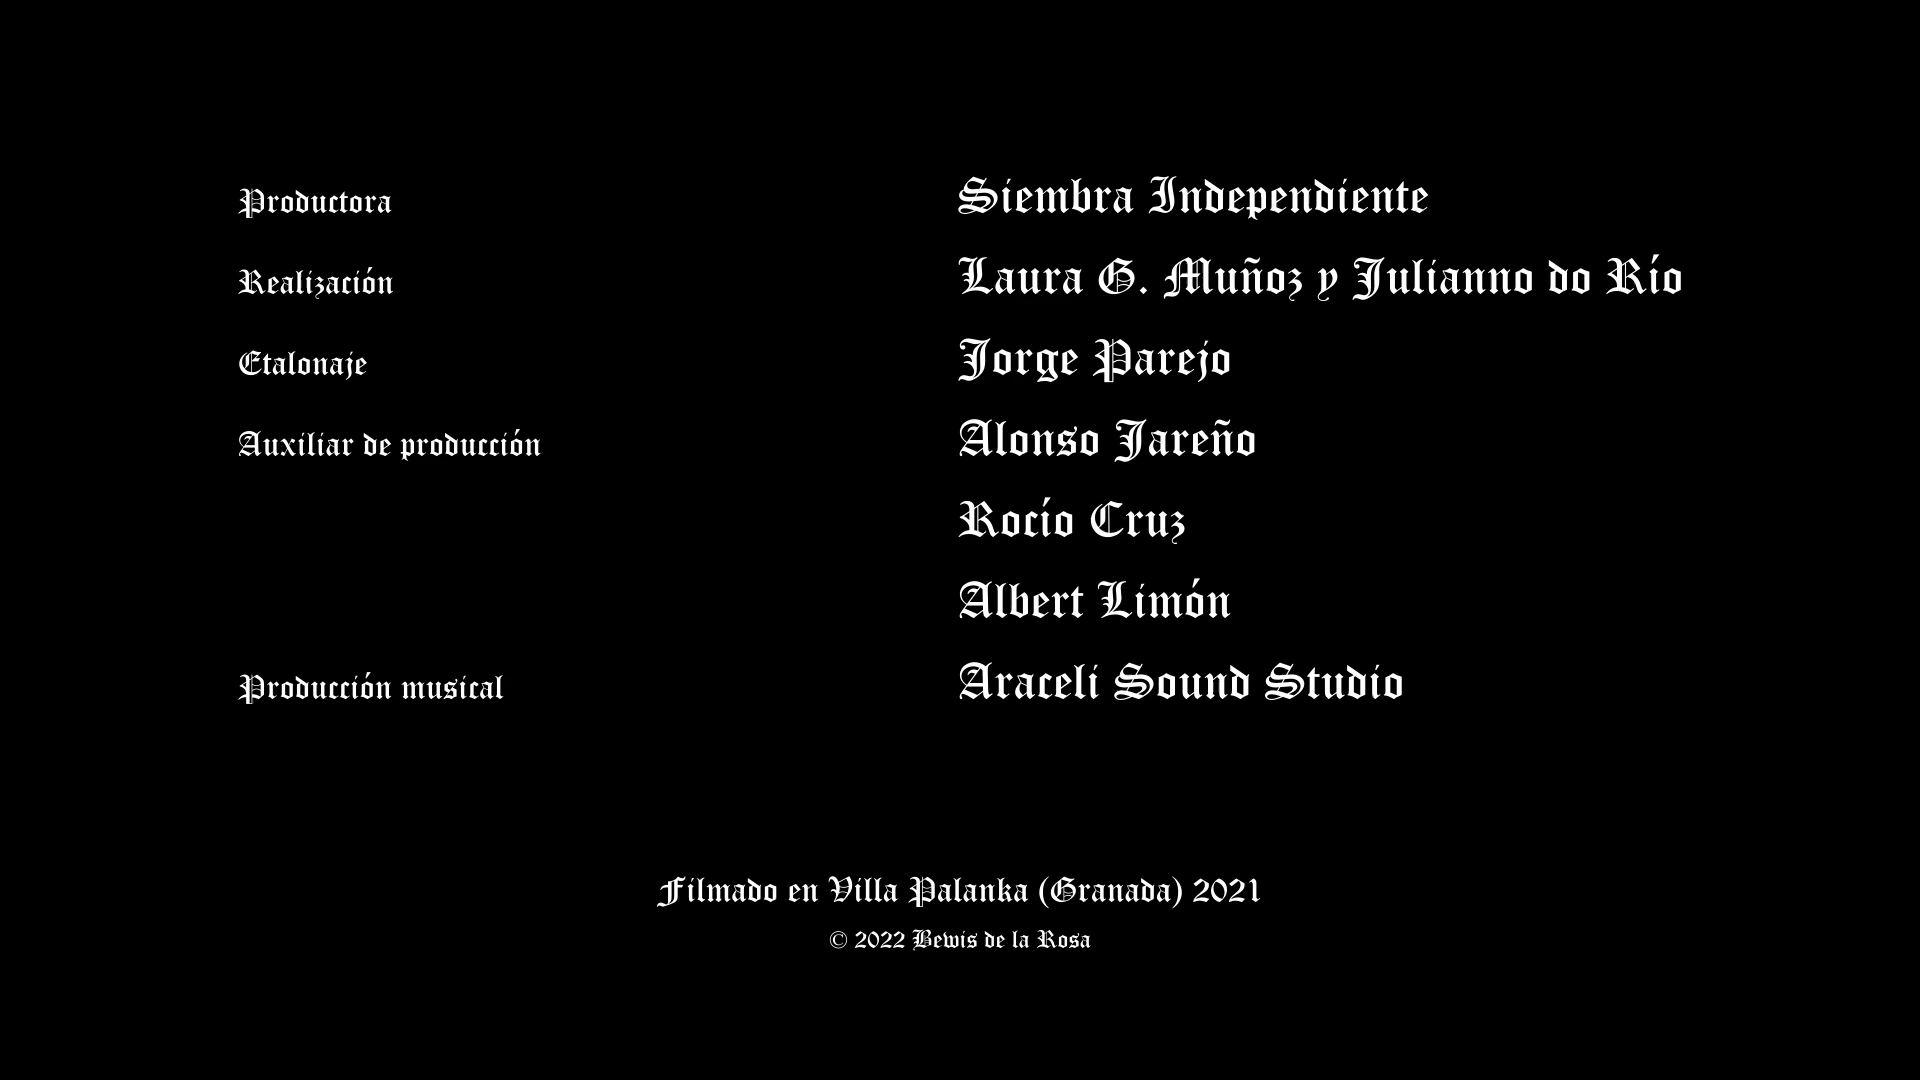 Productora Siembra Independiente
Realización Laura G. Muñoz y Julianno do Río
Etalonaje Jorge Parejo
Auxiliar de producción Alonso Jareño
Rocío Cruz
Albert Limón
Producción musical Araceli Sound Studio
Filmado en Villa Palanka (Granada) 2021
© 2022 Bewis de la Rosa